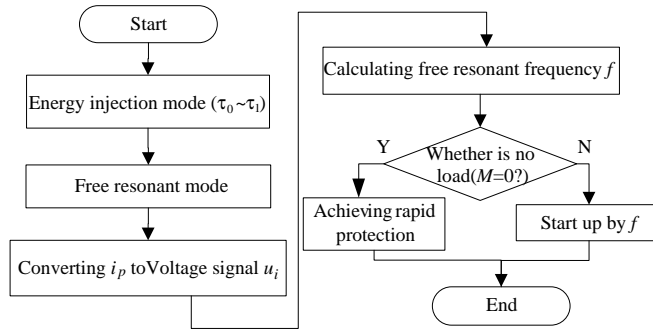 Start
Energy injection mode (τ0~τ1)
Free resonant mode
Converting ip toVoltage signal ui
Calculating free resonant frequency f
Y
Whether is no
load(M=0?)
N
Achieving rapid
protection
Start up by f
End